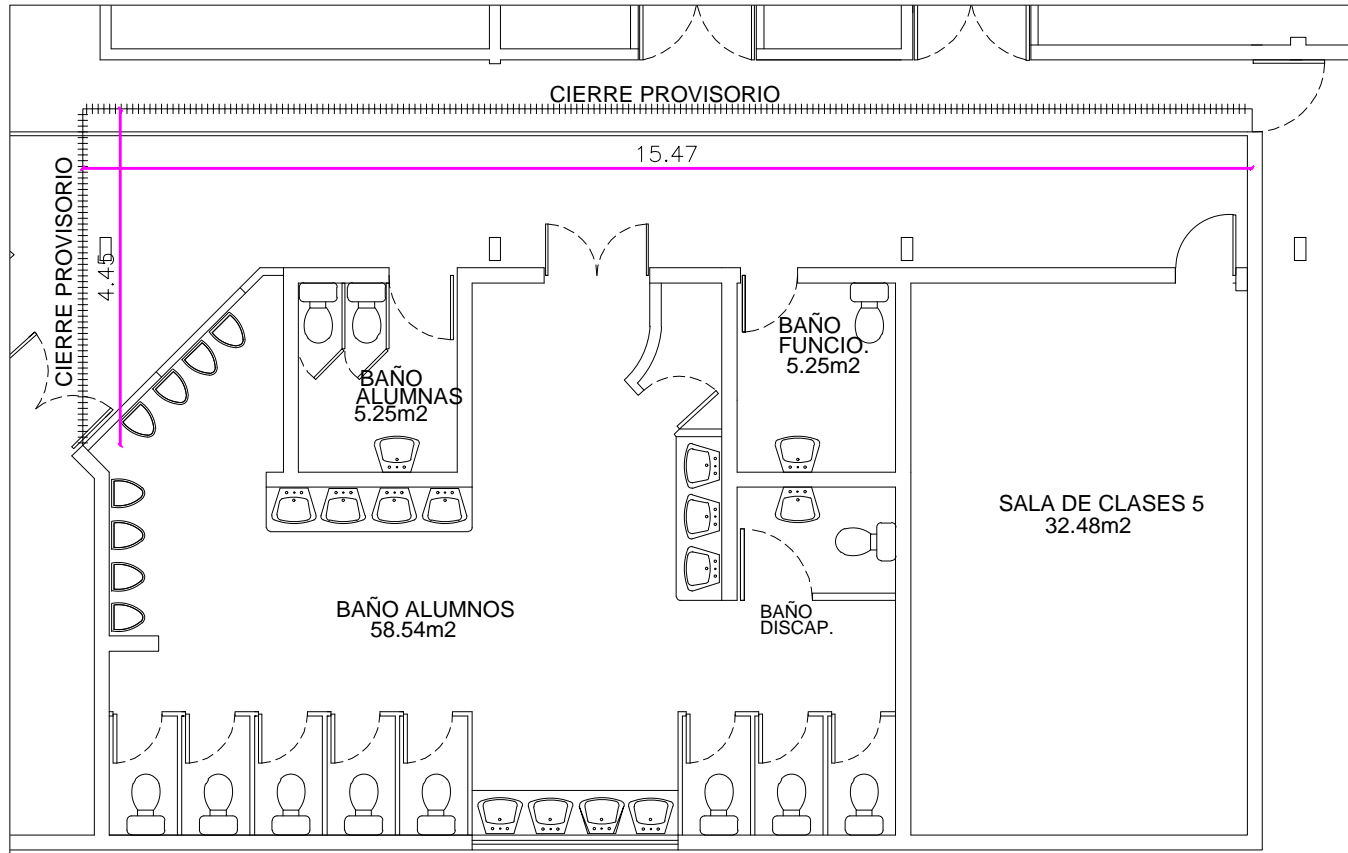 CIERRE PROVISORIO
15.47
CIERRE PROVISORIO
4.45
BAÑO
ALUMNAS
5.25m2
BAÑO
FUNCIO.
5.25m2
SALA DE CLASES 5
32.48m2
BAÑO ALUMNOS
58.54m2
BAÑO
DISCAP.